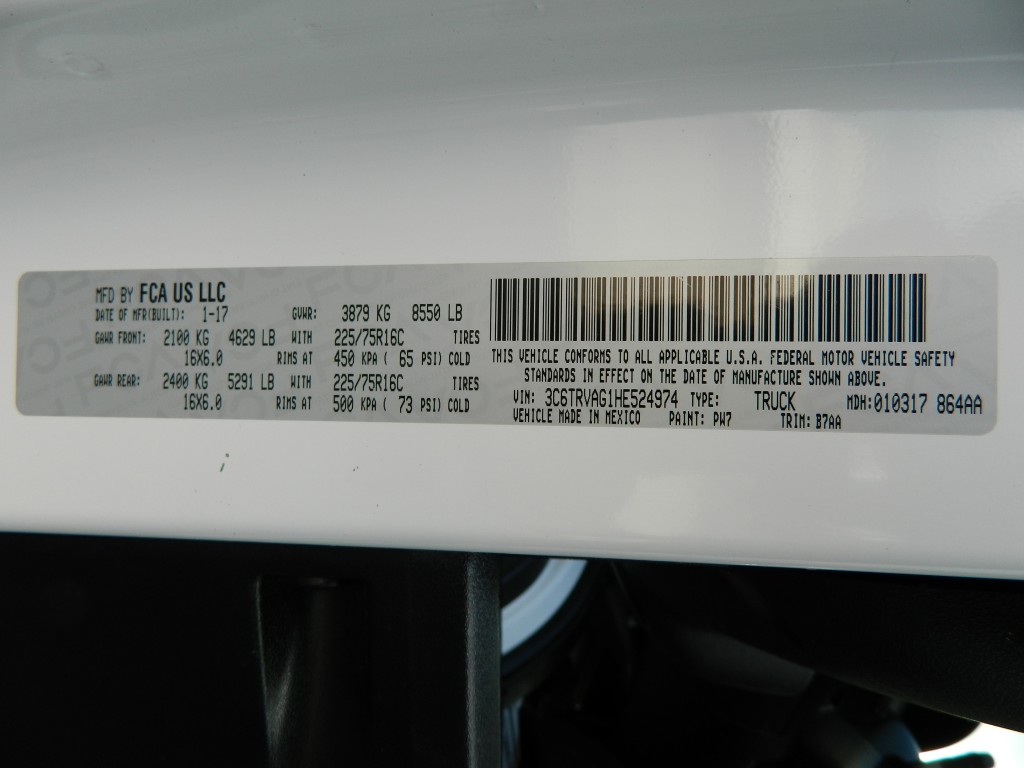 MFD BY FCA US LLC
DATE OF MFR(BUILT): 1-17 GVWR: 3879 KG 8550 LB
GAWR FRONT: 2100 KG 4629 LB WITH 225/75R16C TIRES
16X6.0 RIMS AT 450 KPA ( 65 PSI) COLD
GAWR REAR: 2400 KG 5291 LB WITH 225/75R16C TIRES
16X6.0 RIMS AT 500 KPA ( 73 PSI) COLD
THIS VEHICLE CONFORMS TO ALL APPLICABLE U.S.A. FEDERAL MOTOR VEHICLE SAFETY
STANDARDS IN EFFECT ON THE DATE OF MANUFACTURE SHOWN ABOVE.
VIN: 3C6TRVAG1HE524974 TYPE: TRUCK MDH:010317 864AA
VEHICLE MADE IN MEXICO PAINT: PW7 TRIM: B7AA